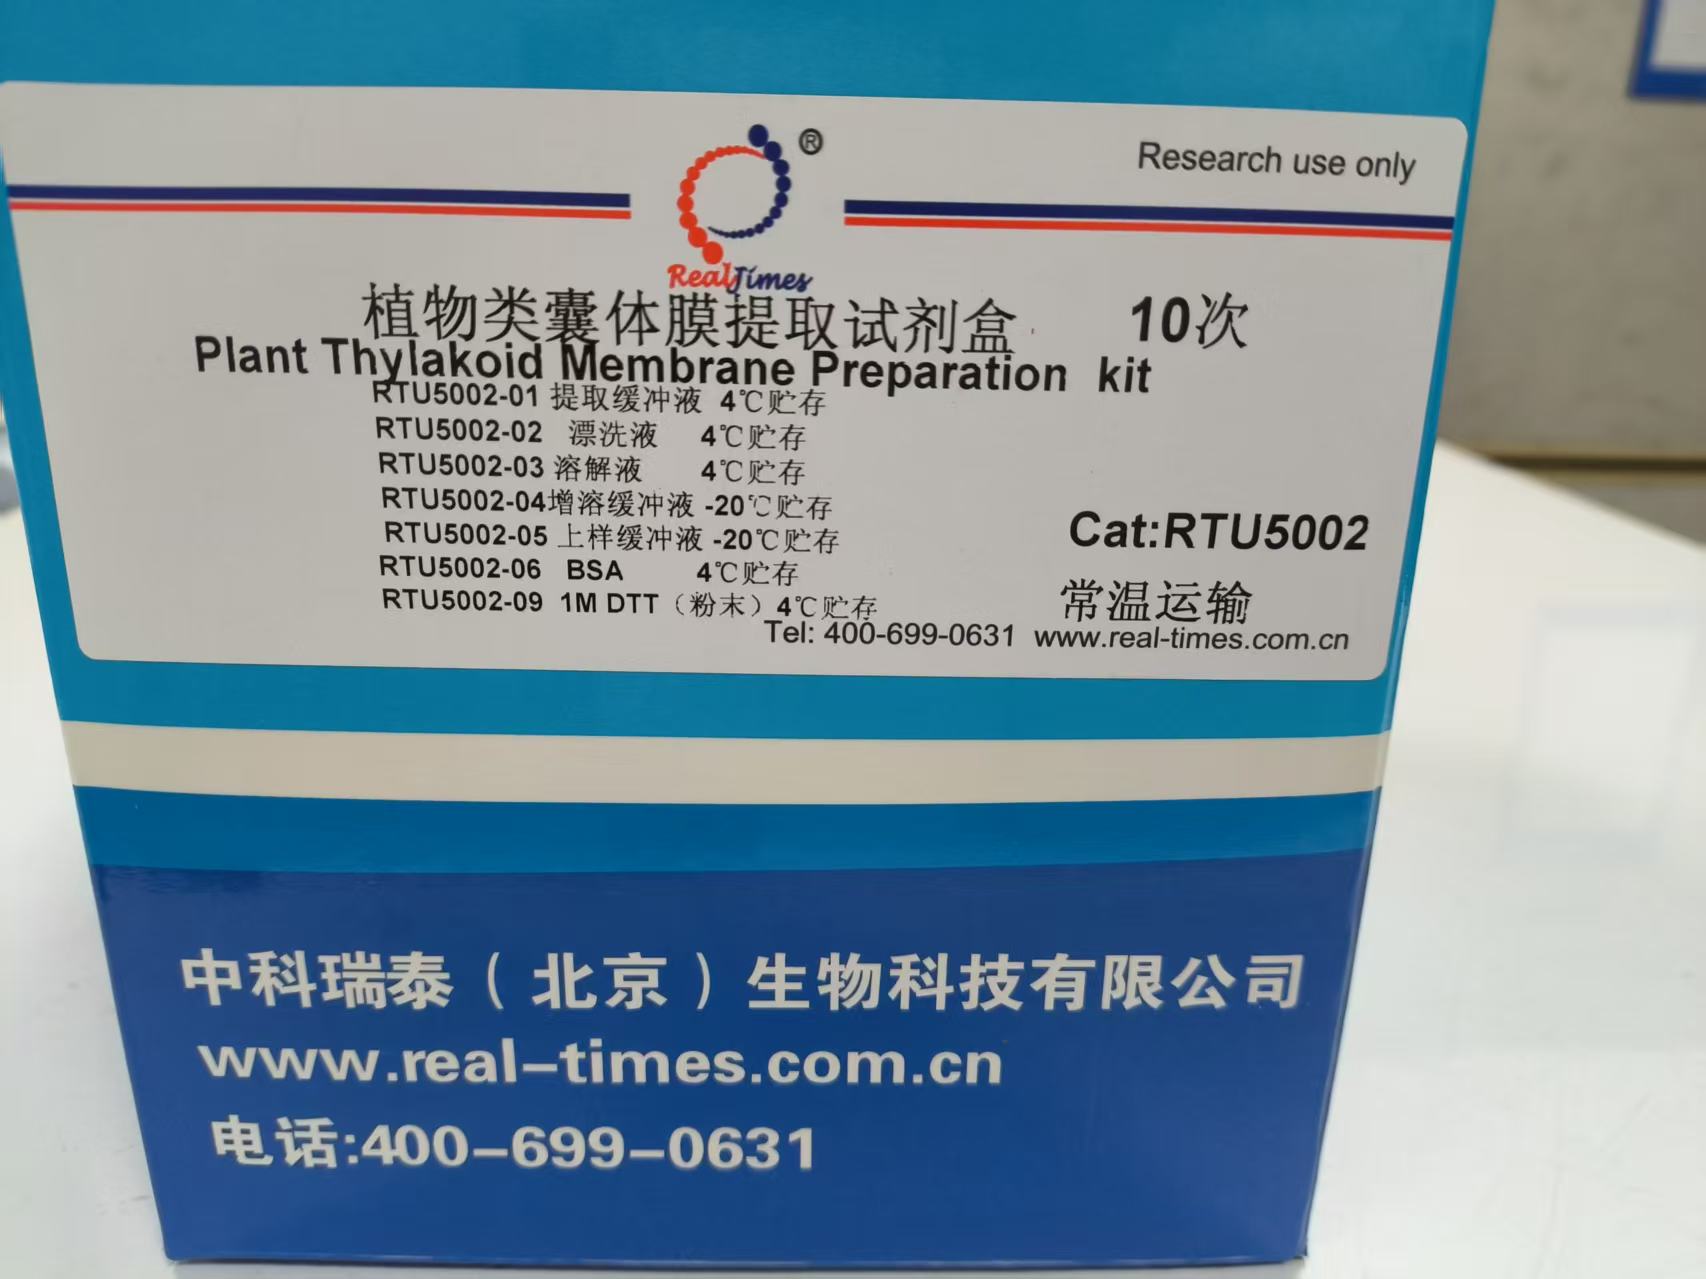 ®
Research use only
RealTimes
植物类囊体膜提取试剂盒 10次
Plant Thylakoid Membrane Preparation kit
RTU5002-01 提取缓冲液 4℃贮存
RTU5002-02 漂洗液 4℃贮存
RTU5002-03 溶解液 4℃贮存
RTU5002-04增溶缓冲液 -20℃贮存
RTU5002-05 上样缓冲液 -20℃贮存
RTU5002-06 BSA 4℃贮存
RTU5002-09 1M DTT（粉末）4℃贮存
Cat:RTU5002
常温运输
Tel: 400-699-0631 www.real-times.com.cn
中科瑞泰（北京）生物科技有限公司
www.real-times.com.cn
电话:400-699-0631